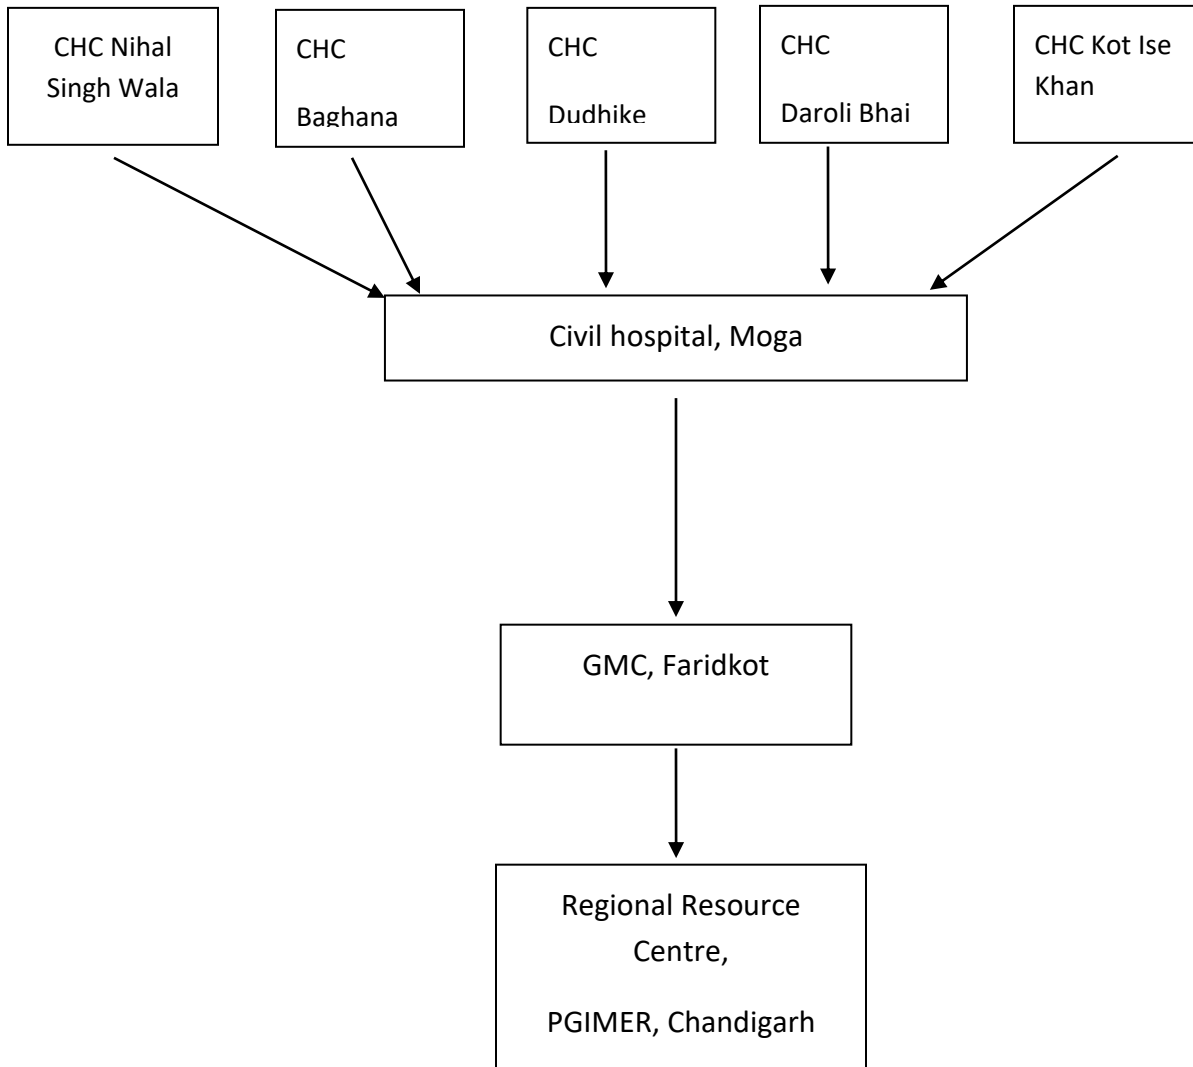 CHC Nihal
Singh Wala
CHC
Baghana
CHC
Dudhike
CHC
Daroli Bhai
CHC Kot Ise
Khan
Civil hospital, Moga
GMC, Faridkot
Regional Resource
Centre,
PGIMER, Chandigarh